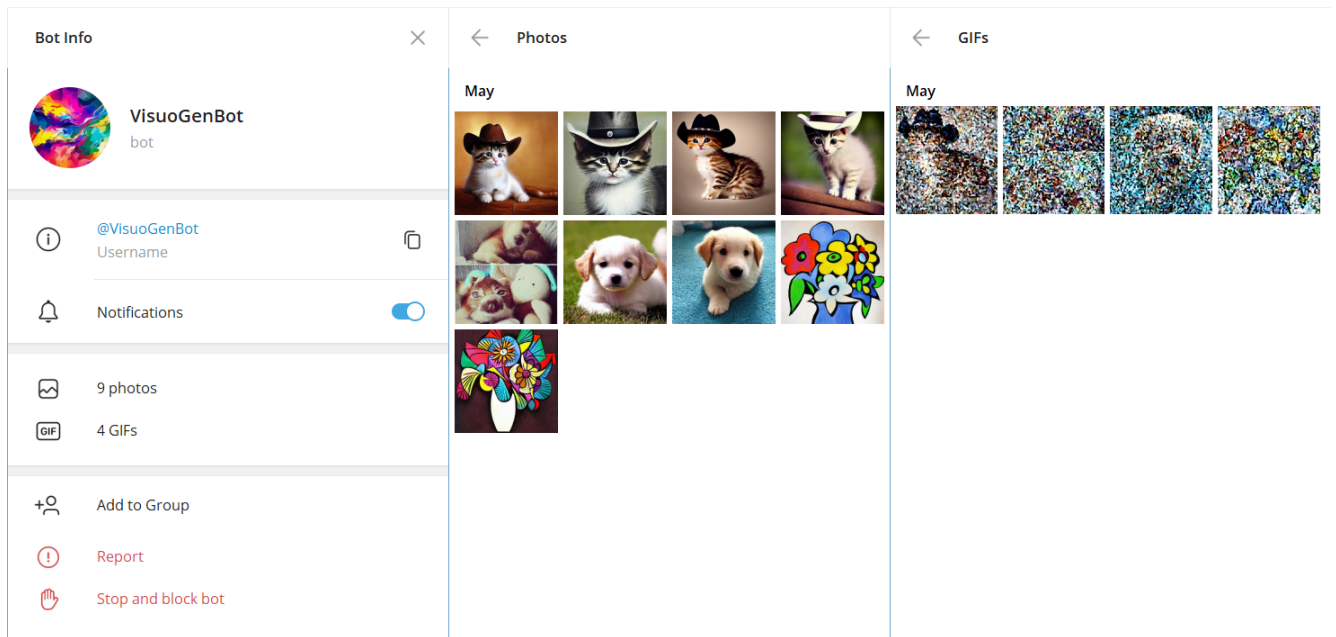 Bot Info
VisuoGenBot
bot
@VisuoGenBot
Username
Notifications
9 photos
GIF
4 GIFs
Add to Group
Report
Stop and block bot
Photos
May
GIFs
May